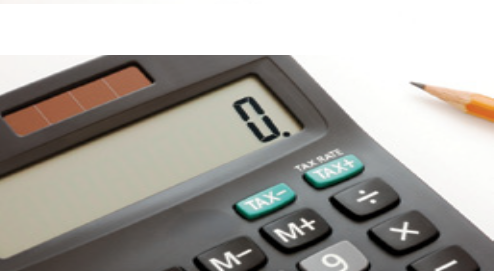 0.
TAX RATE
TAX- TAX+
M- M+ ÷
9 ×
−